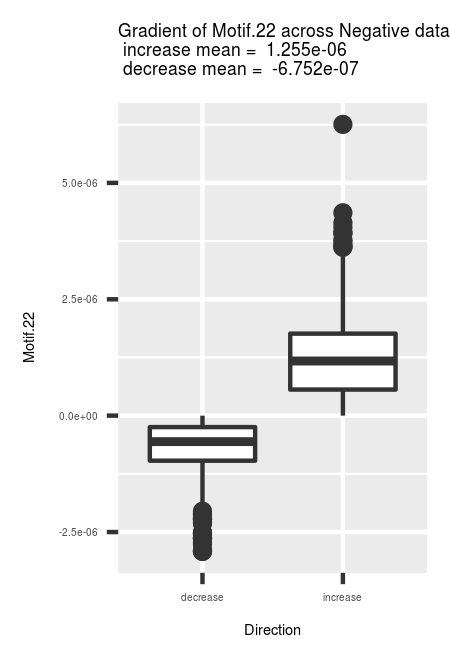 Gradient of Motif.22 across Negative data
increase mean =  1.255e-06
decrease mean =  -6.752e-07
5.0e-06
2.5e-06
0.0e+00
-2.5e-06
Motif.22
decrease
increase
Direction